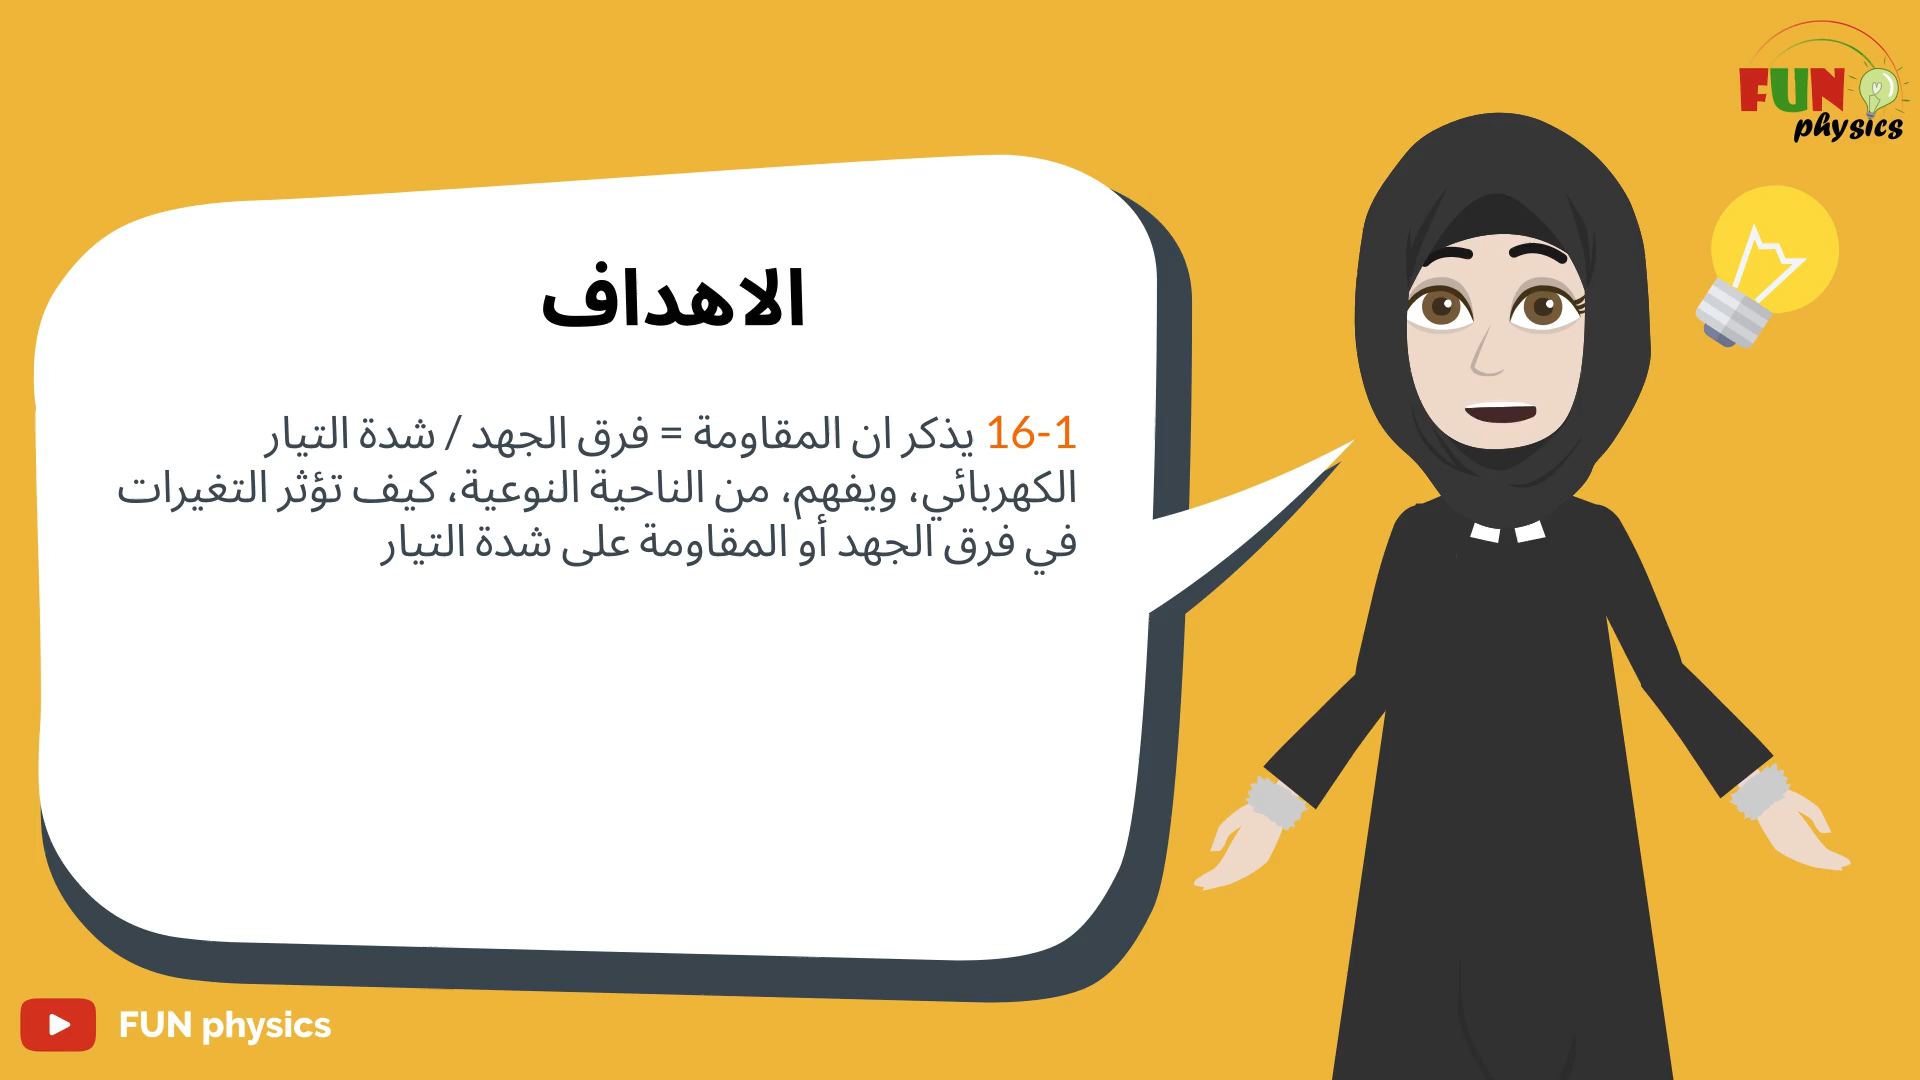 FUN
physics
الاهداف
16-1 يذكر ان المقاومة = فرق الجهد / شدة التيار
الكهربائي، ويفهم، من الناحية النوعية، كيف تؤثر التغيرات
في فرق الجهد أو المقاومة على شدة التيار
FUN physics